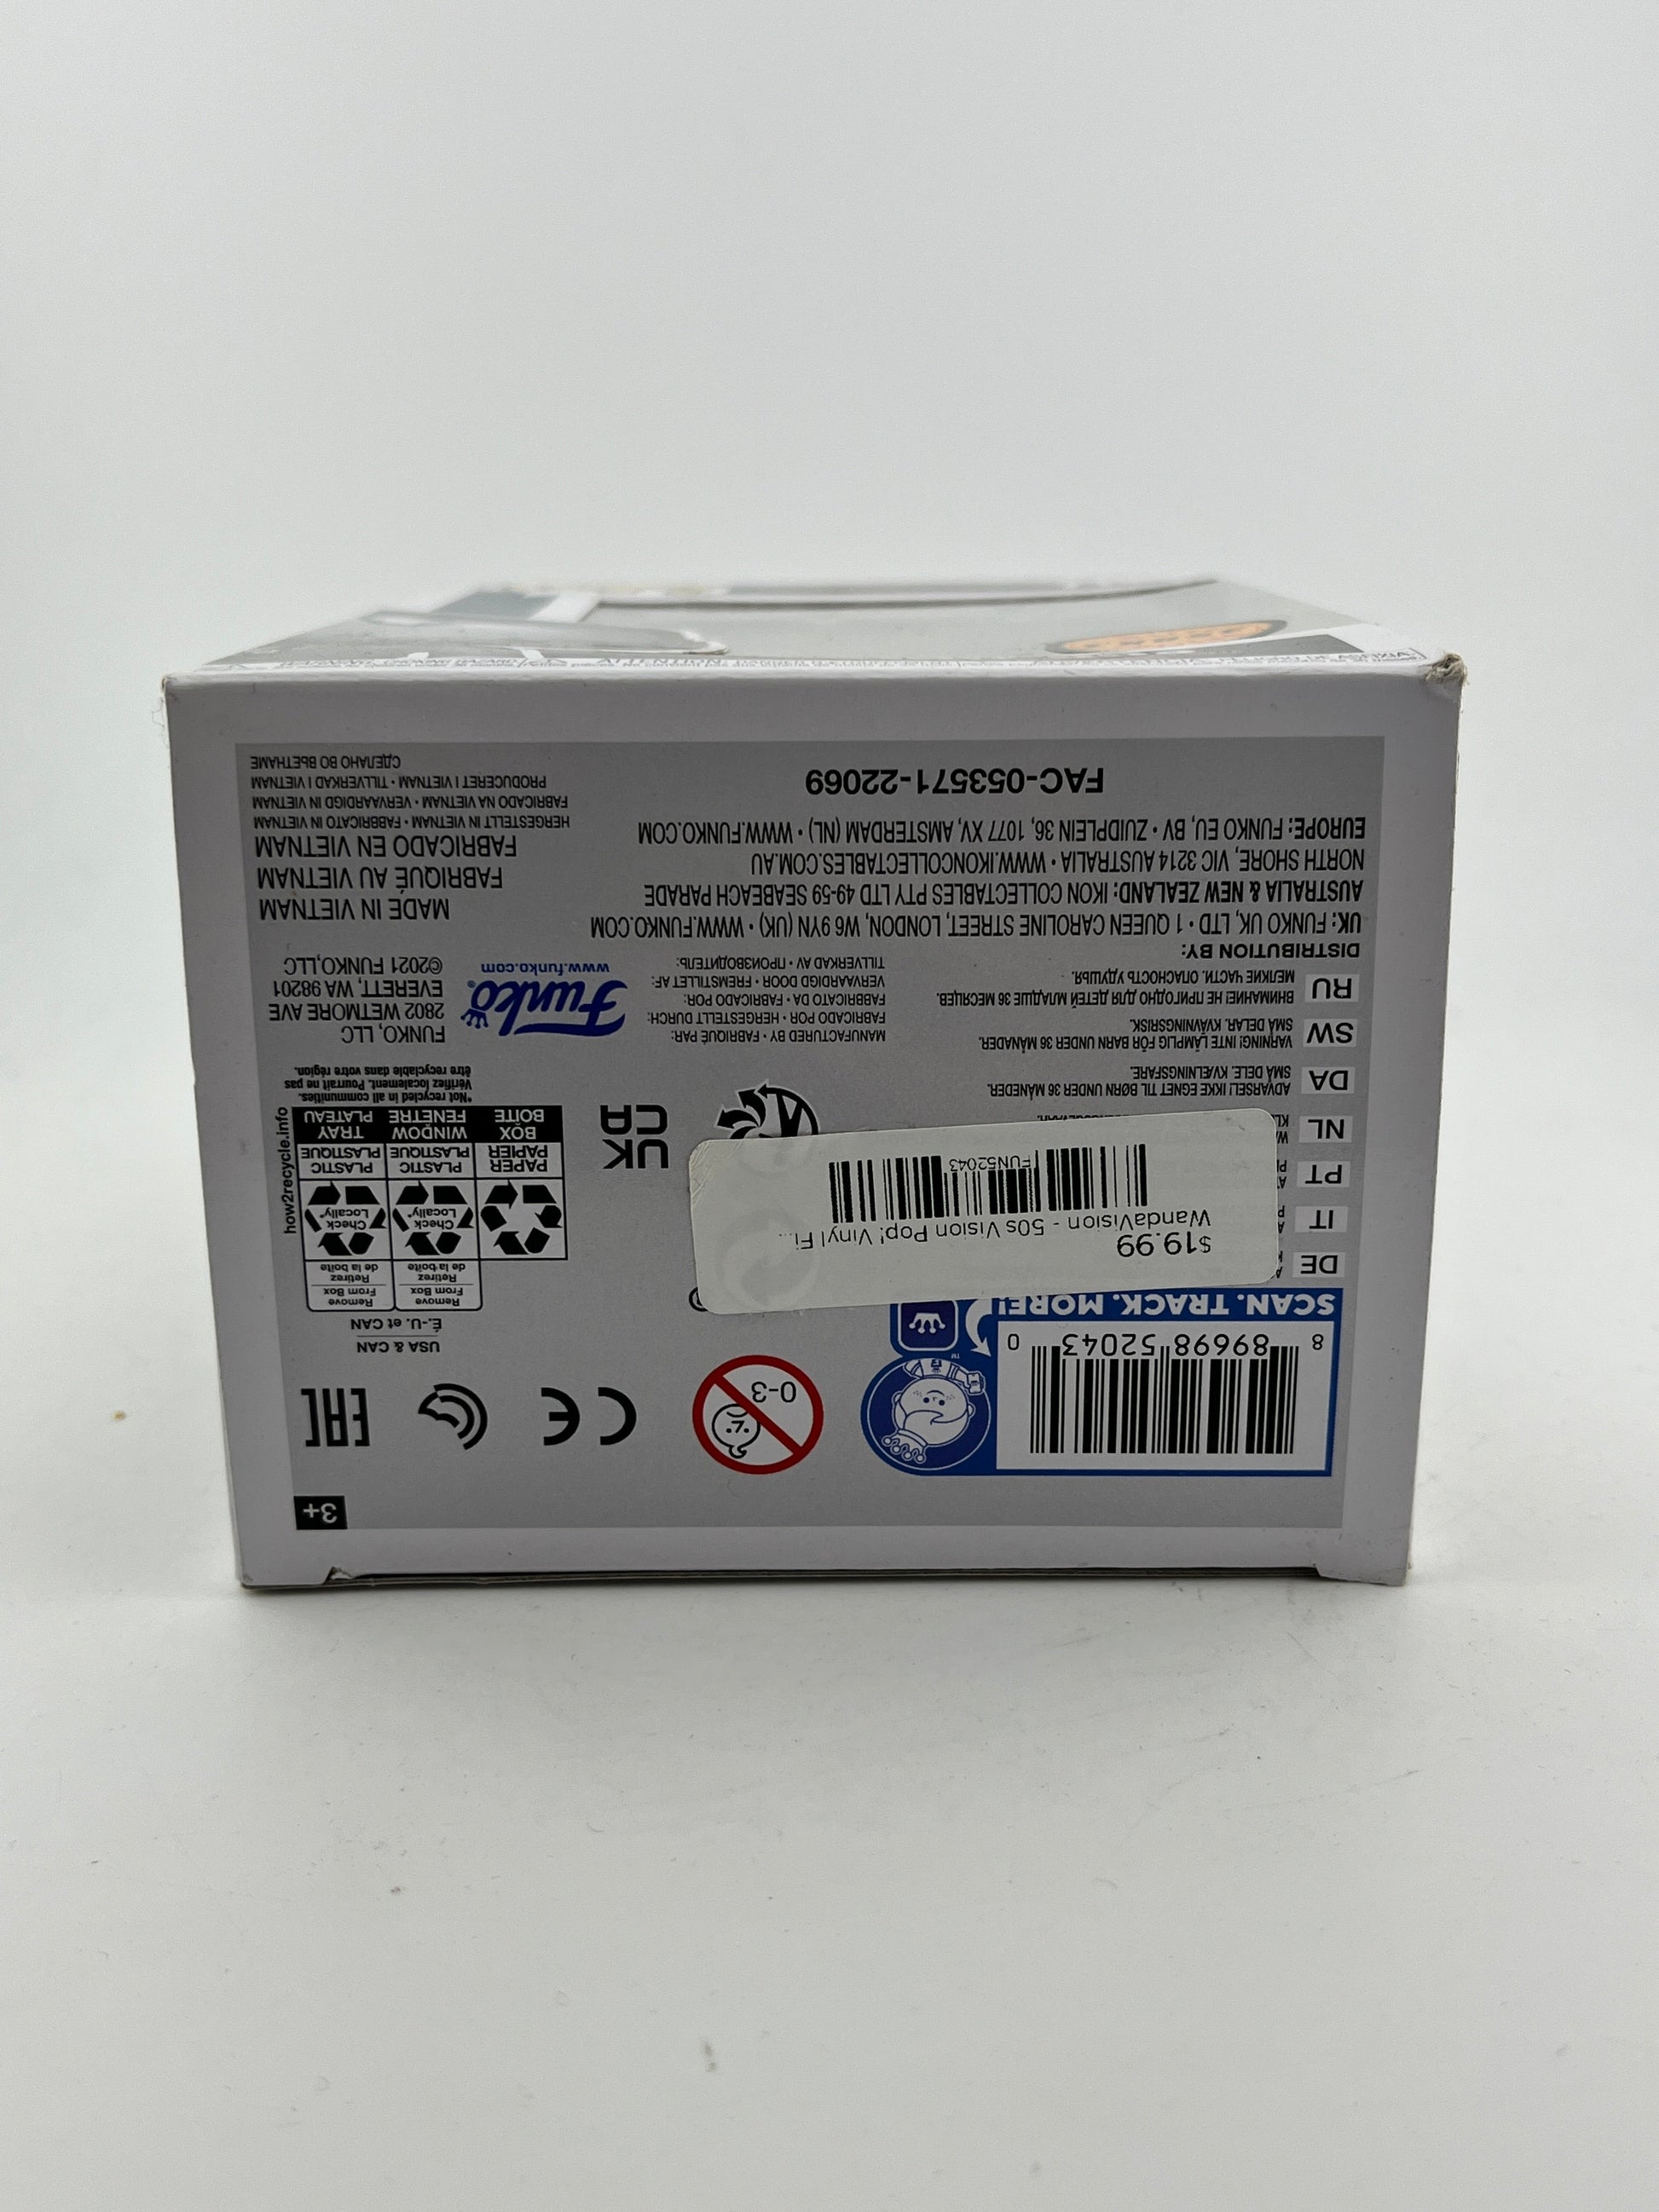 3+
8 89698 52043 0
SCAN. TRACK. MORE!
TM
0-3
CE
EAC
USA & CAN
É.-U. et CAN
Remove
From Box
Retirez
de la boîte
Remove
From Box
Retirez
de la boîte
Check
Locally*
Check
Locally*
PAPER
PAPIER
BOX
BOÎTE
PLASTIC
PLASTIQUE
WINDOW
FENÊTRE
PLASTIC
PLASTIQUE
TRAY
PLATEAU
how2recycle.info
*Not recycled in all communities.
Vérifiez localement. Pourrait ne pas
être recyclable dans votre région.
$19.99
WandaVision - 50s Vision Pop! Vinyl Fi...
FUN52043
UK
CA
DE
IT
PT
NL
DA
ADVARSEL! IKKE EGNET TIL BØRN UNDER 36 MÅNEDER.
SMÅ DELE. KVÆLNINGSFARE.
SW
VARNING! INTE LÄMPLIG FÖR BARN UNDER 36 MÅNADER.
SMÅ DELAR. KVÄVNINGSRISK.
RU
ВНИМАНИЕ! НЕ ПРИГОДНО ДЛЯ ДЕТЕЙ МЛАДШЕ 36 МЕСЯЦЕВ.
МЕЛКИЕ ЧАСТИ. ОПАСНОСТЬ УДУШЬЯ.
MANUFACTURED BY • FABRIQUÉ PAR:
FABRICADO POR • HERGESTELLT DURCH:
FABBRICATO DA • FABRICADO POR:
VERVAARDIGD DOOR • FREMSTILLET AF:
TILLVERKAD AV • ПРОИЗВОДИТЕЛЬ:
Funko®
www.funko.com
FUNKO, LLC
2802 WETMORE AVE
EVERETT, WA 98201
©2021 FUNKO,LLC
DISTRIBUTION BY:
UK: FUNKO UK, LTD • 1 QUEEN CAROLINE STREET, LONDON, W6 9YN (UK) • WWW.FUNKO.COM
AUSTRALIA & NEW ZEALAND: IKON COLLECTABLES PTY LTD 49-59 SEABEACH PARADE
NORTH SHORE, VIC 3214 AUSTRALIA • WWW.IKONCOLLECTABLES.COM.AU
EUROPE: FUNKO EU, BV • ZUIDPLEIN 36, 1077 XV, AMSTERDAM (NL) • WWW.FUNKO.COM
FAC-053571-22069
MADE IN VIETNAM
FABRIQUÉ AU VIETNAM
FABRICADO EN VIETNAM
HERGESTELLT IN VIETNAM • FABBRICATO IN VIETNAM
FABRICADO NA VIETNAM • VERVAARDIGD IN VIETNAM
PRODUCERET I VIETNAM • TILLVERKAD I VIETNAM
СДЕЛАНО ВО ВЬЕТНАМЕ
ATTENTION: